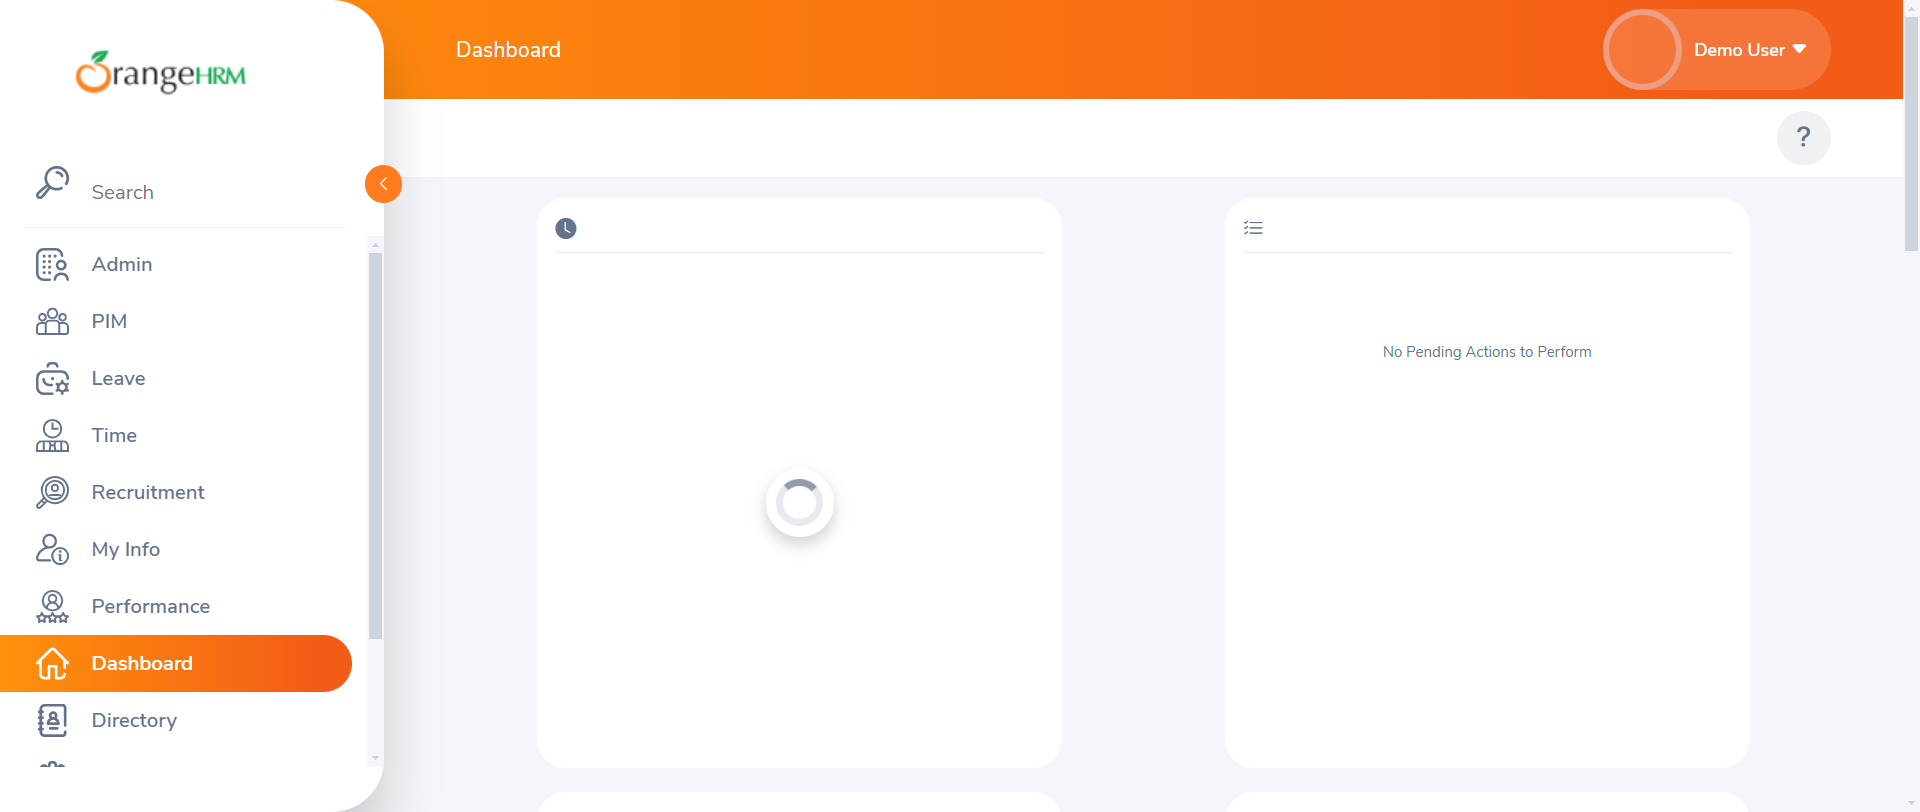 OrangeHRM
Dashboard
Demo User
?
Search
Admin
PIM
Leave
Time
Recruitment
My Info
Performance
Dashboard
Directory
No Pending Actions to Perform